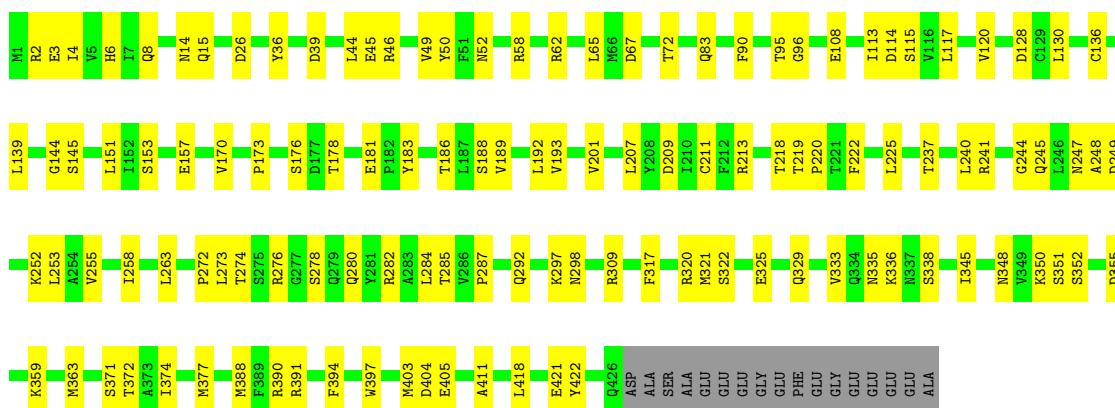 M1 R2 E3 I4 V5 H6 I7 Q8 N14 Q15 D26 Y36 D39 L44 E45 R46 V49 Y50 F51 N52 R58 R62 L65 M66 D67 T72 Q83 F90 T95 G96 E108 I113 D114 S115 V116 L117 V120 D128 C129 L130 C136
L139 G144 S145 L151 I152 S153 E157 V170 P173 S176 D177 T178 E181 P182 Y183 T186 L187 S188 V189 L192 V193 V201 L207 Y208 D209 I210 C211 F212 R213 T218 T219 P220 T221 F222 L225 T237 L240 R241 G244 Q245 L246 N247 A248
K252 L253 A254 V255 I258 L263 P272 L273 T274 S275 R276 G277 S278 Q279 Q280 Y281 R282 A283 L284 T285 V286 P287 Q292 K297 N298 R309 F317 R320 M321 S322 E325 Q329 V333 Q334 N335 K336 N337 S338 I345 N348 V349 K350 S351 S352
K359 M363 S371 T372 A373 I374 M377 M388 F389 R390 R391 F394 W397 M403 D404 E405 A411 L418 E421 Y422 Q426 ASP ALA SER ALA GLU GLU GLU GLY GLU PHE GLU GLY GLU GLU GLU GLU ALA